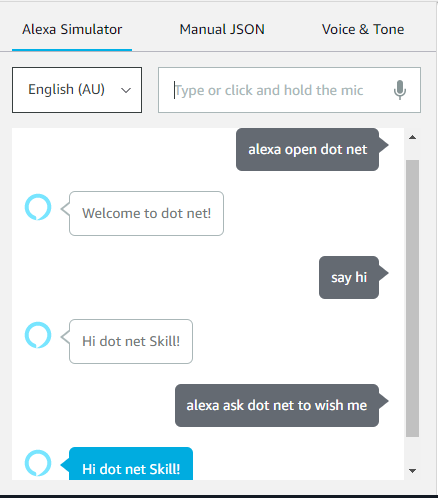 Alexa Simulator Manual JSON Voice & Tone
English (AU) Type or click and hold the mic
alexa open dot net
Welcome to dot net!
say hi
Hi dot net Skill!
alexa ask dot net to wish me
Hi dot net Skill!